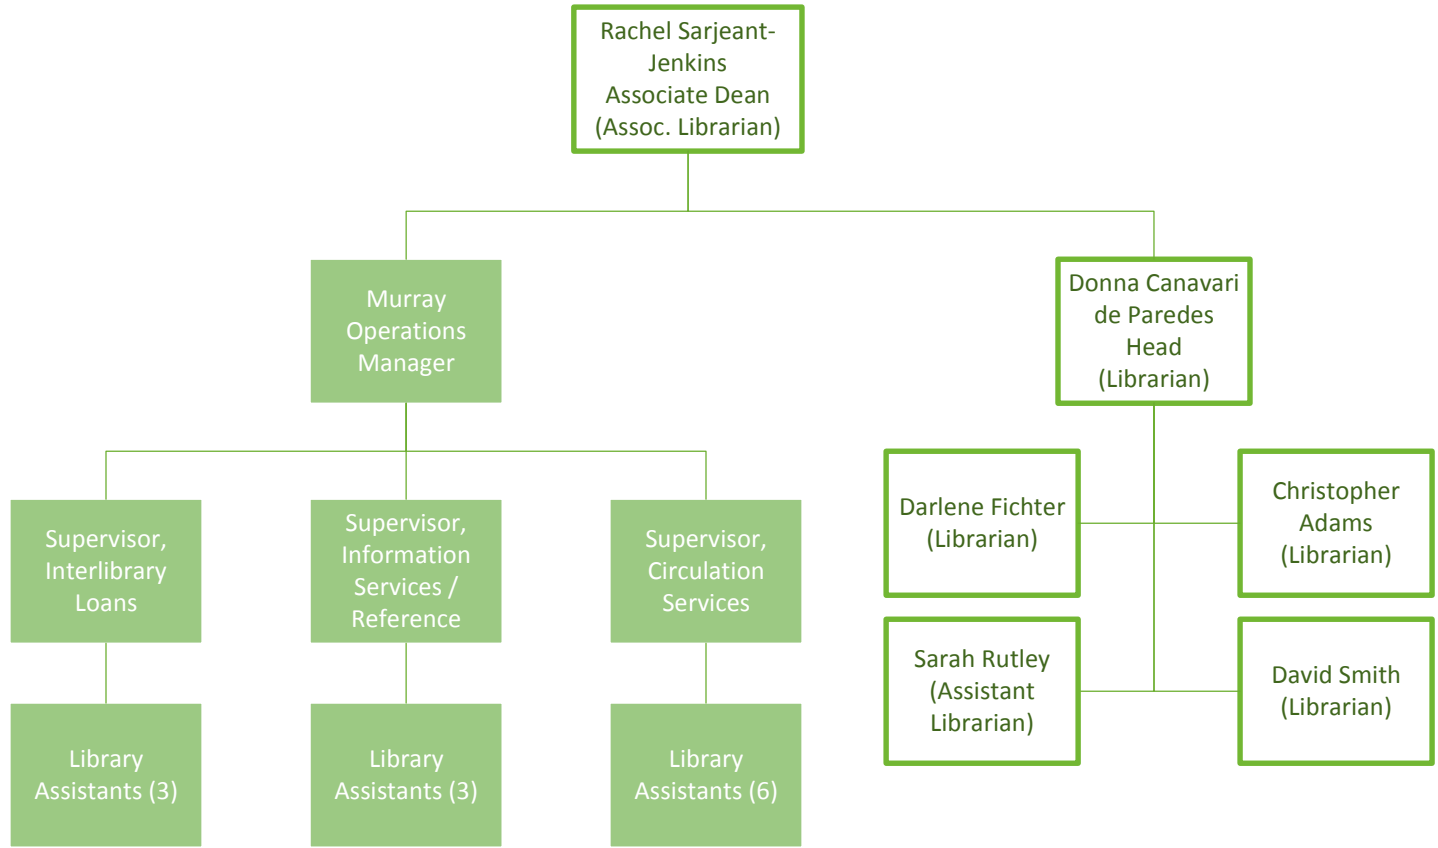 Rachel Sarjeant-
Jenkins
Associate Dean
(Assoc. Librarian)
Murray
Operations
Manager
Donna Canavari
de Paredes
Head
(Librarian)
Supervisor,
Interlibrary
Loans
Supervisor,
Information
Services /
Reference
Supervisor,
Circulation
Services
Darlene Fichter
(Librarian)
Christopher
Adams
(Librarian)
Sarah Rutley
(Assistant
Librarian)
David Smith
(Librarian)
Library
Assistants (3)
Library
Assistants (3)
Library
Assistants (6)